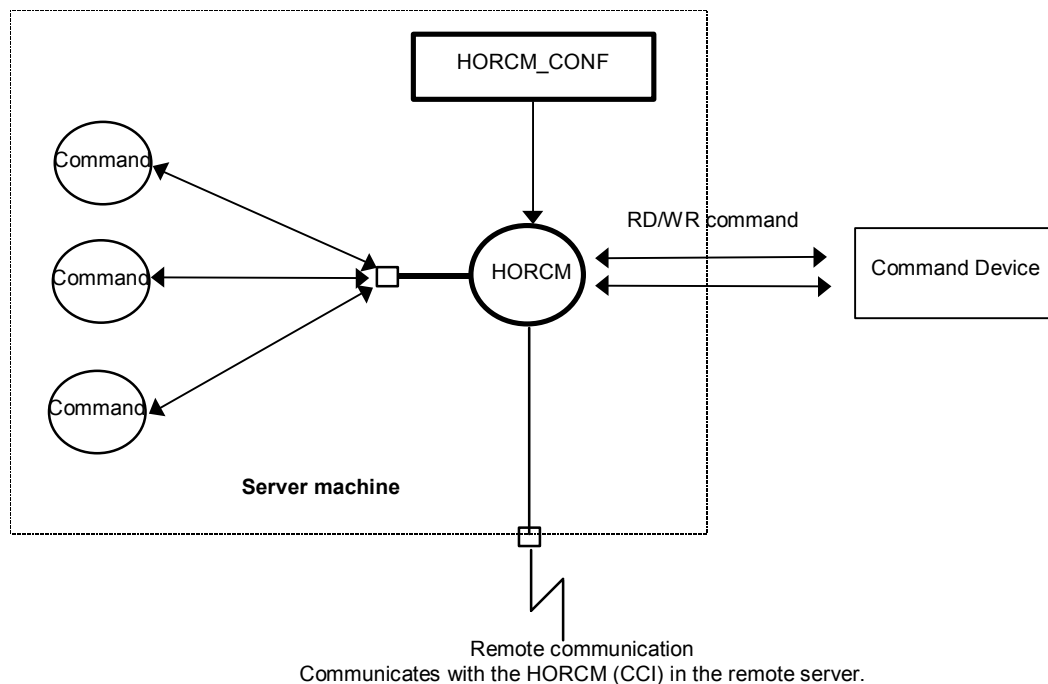 HORCM_CONF
Command
RD/WR command
Command
HORCM
Command Device
Command
Server machine
Remote communication
Communicates with the HORCM (CCI) in the remote server.